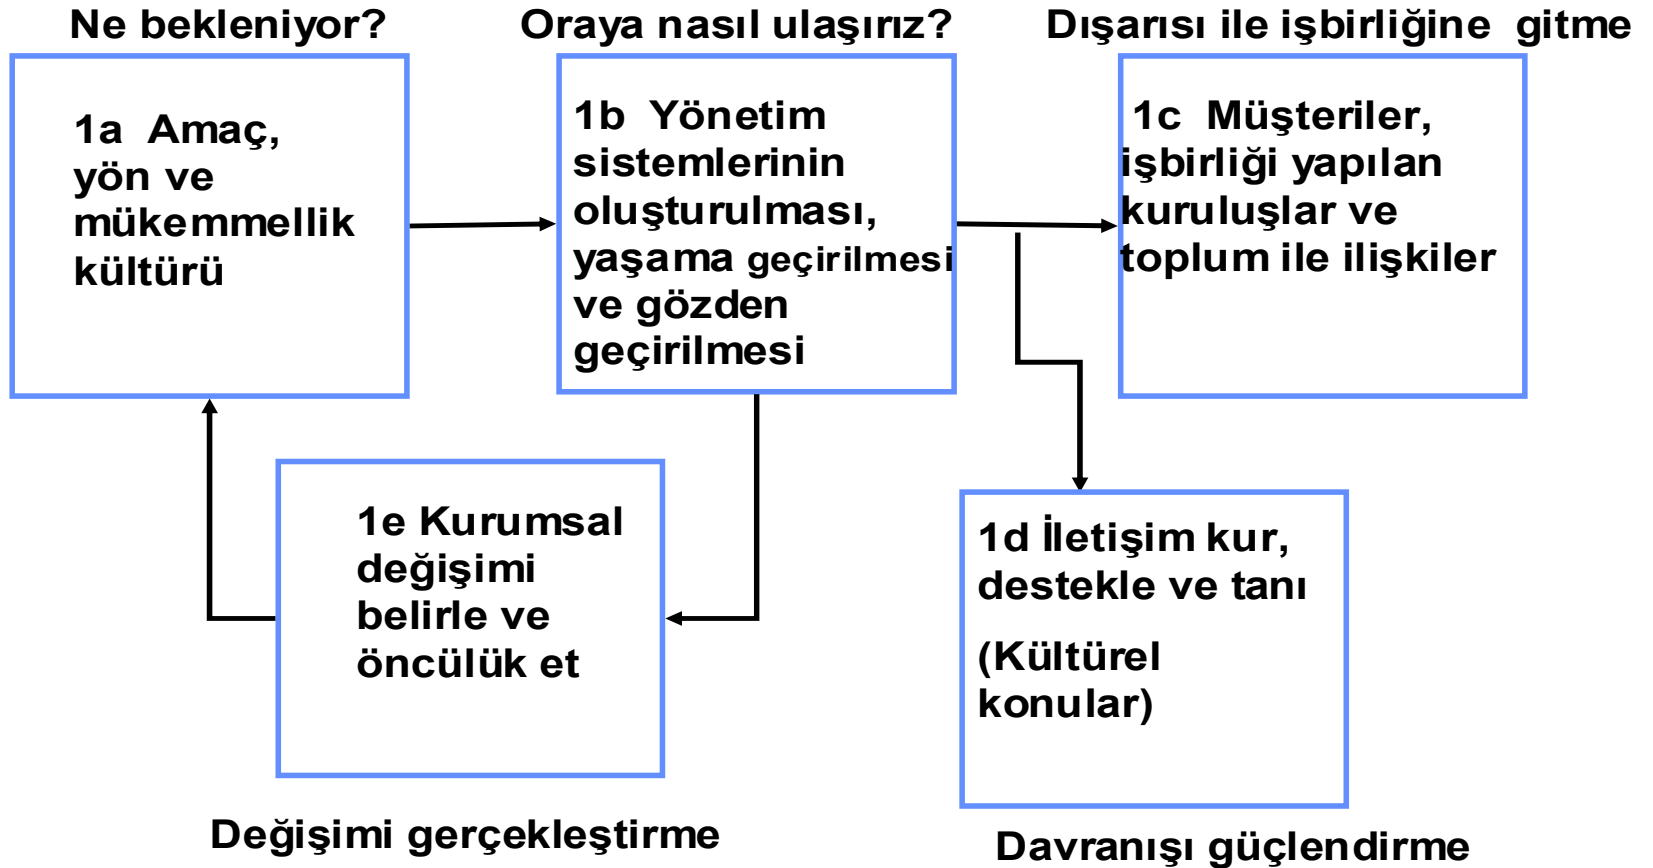 Ne bekleniyor?
Oraya nasıl ulaşırız?
Dışarısı ile işbirliğine gitme
1a Amaç,
yön ve
mükemmellik
kültürü
1b Yönetim
sistemlerinin
oluşturulması,
yaşama geçirilmesi
ve gözden
geçirilmesi
1c Müşteriler,
işbirliği yapılan
kuruluşlar ve
toplum ile ilişkiler
1e Kurumsal
değişimi
belirle ve
öncülük et
1d İletişim kur,
destekle ve tanı
(Kültürel
konular)
Değişimi gerçekleştirme
Davranışı güçlendirme